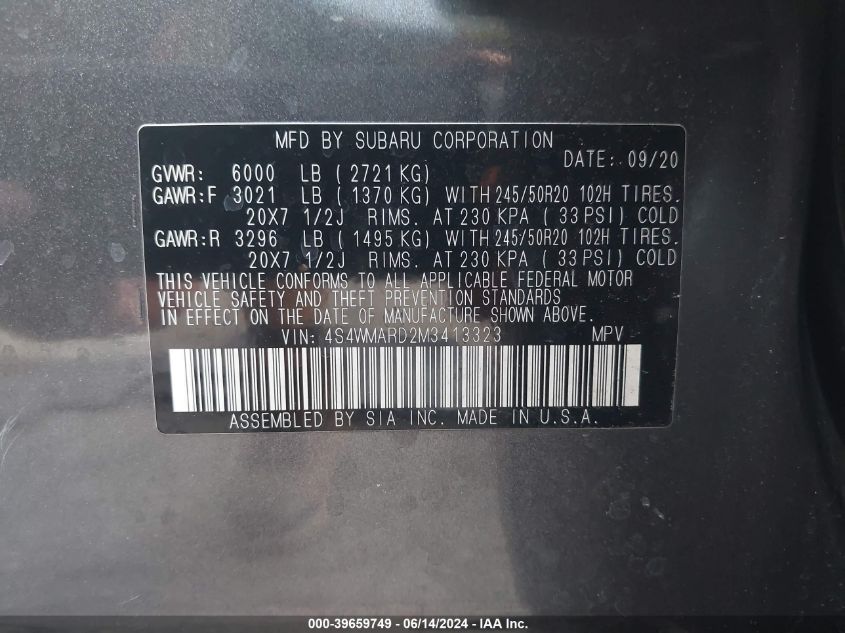 MFD BY SUBARU CORPORATION
DATE: 09/20
GVWR: 6000 LB ( 2721 KG)
GAWR:F 3021 LB ( 1370 KG) WITH 245/50R20 102H TIRES.
20X7 1/2J RIMS. AT 230 KPA ( 33 PSI) COLD
GAWR:R 3296 LB ( 1495 KG) WITH 245/50R20 102H TIRES.
20X7 1/2J RIMS. AT 230 KPA ( 33 PSI) COLD
THIS VEHICLE CONFORMS TO ALL APPLICABLE FEDERAL MOTOR
VEHICLE SAFETY AND THEFT PREVENTION STANDARDS
IN EFFECT ON THE DATE OF MANUFACTURE SHOWN ABOVE.
VIN: 4S4WMARD2M3413323 MPV
ASSEMBLED BY SIA INC. MADE IN U.S.A.
000-39659749 - 06/14/2024 - IAA Inc.